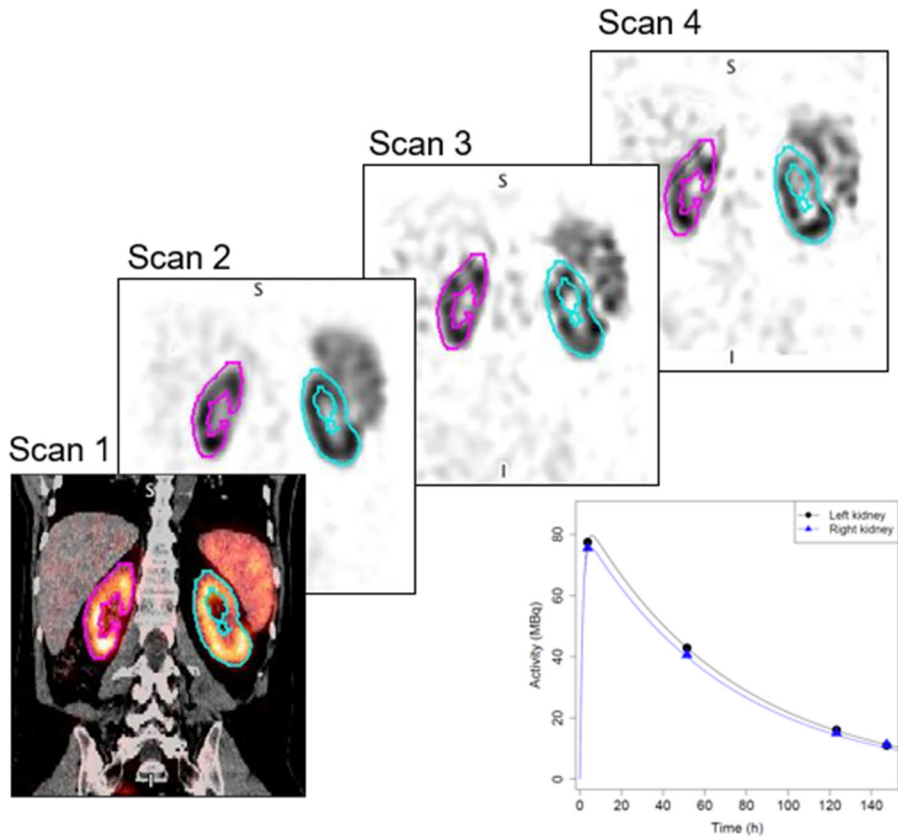 Scan 4
S
Scan 3
S
Scan 2
S
I
Scan 1
I
S
I
Left kidney
Right kidney
Activity (MBq)
80
60
40
20
0
0 20 40 60 80 100 120 140
Time (h)